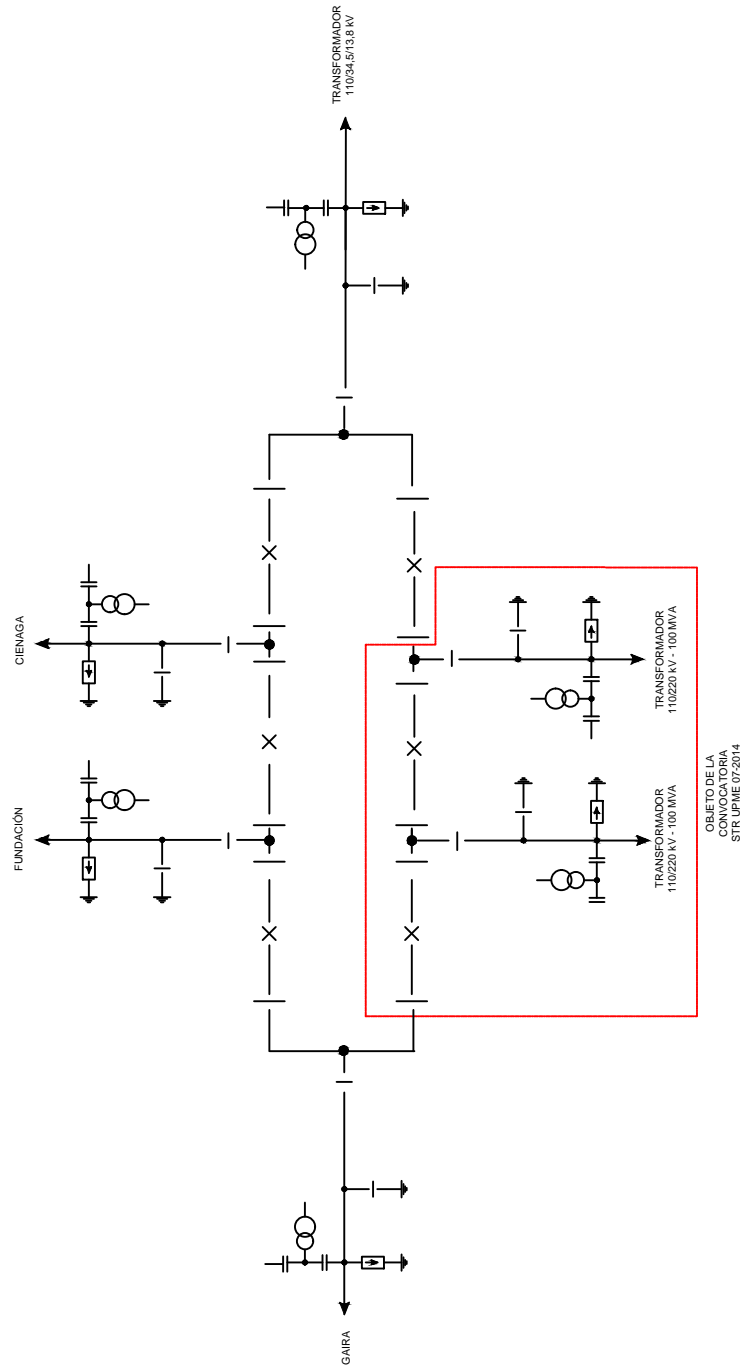 TRANSFORMADOR
110/34,5/13,8 kV
CIENAGA
FUNDACIÓN
TRANSFORMADOR
110/220 kV - 100 MVA
TRANSFORMADOR
110/220 kV - 100 MVA
OBJETO DE LA
CONVOCATORIA
STR UPME 07-2014
GAIRA